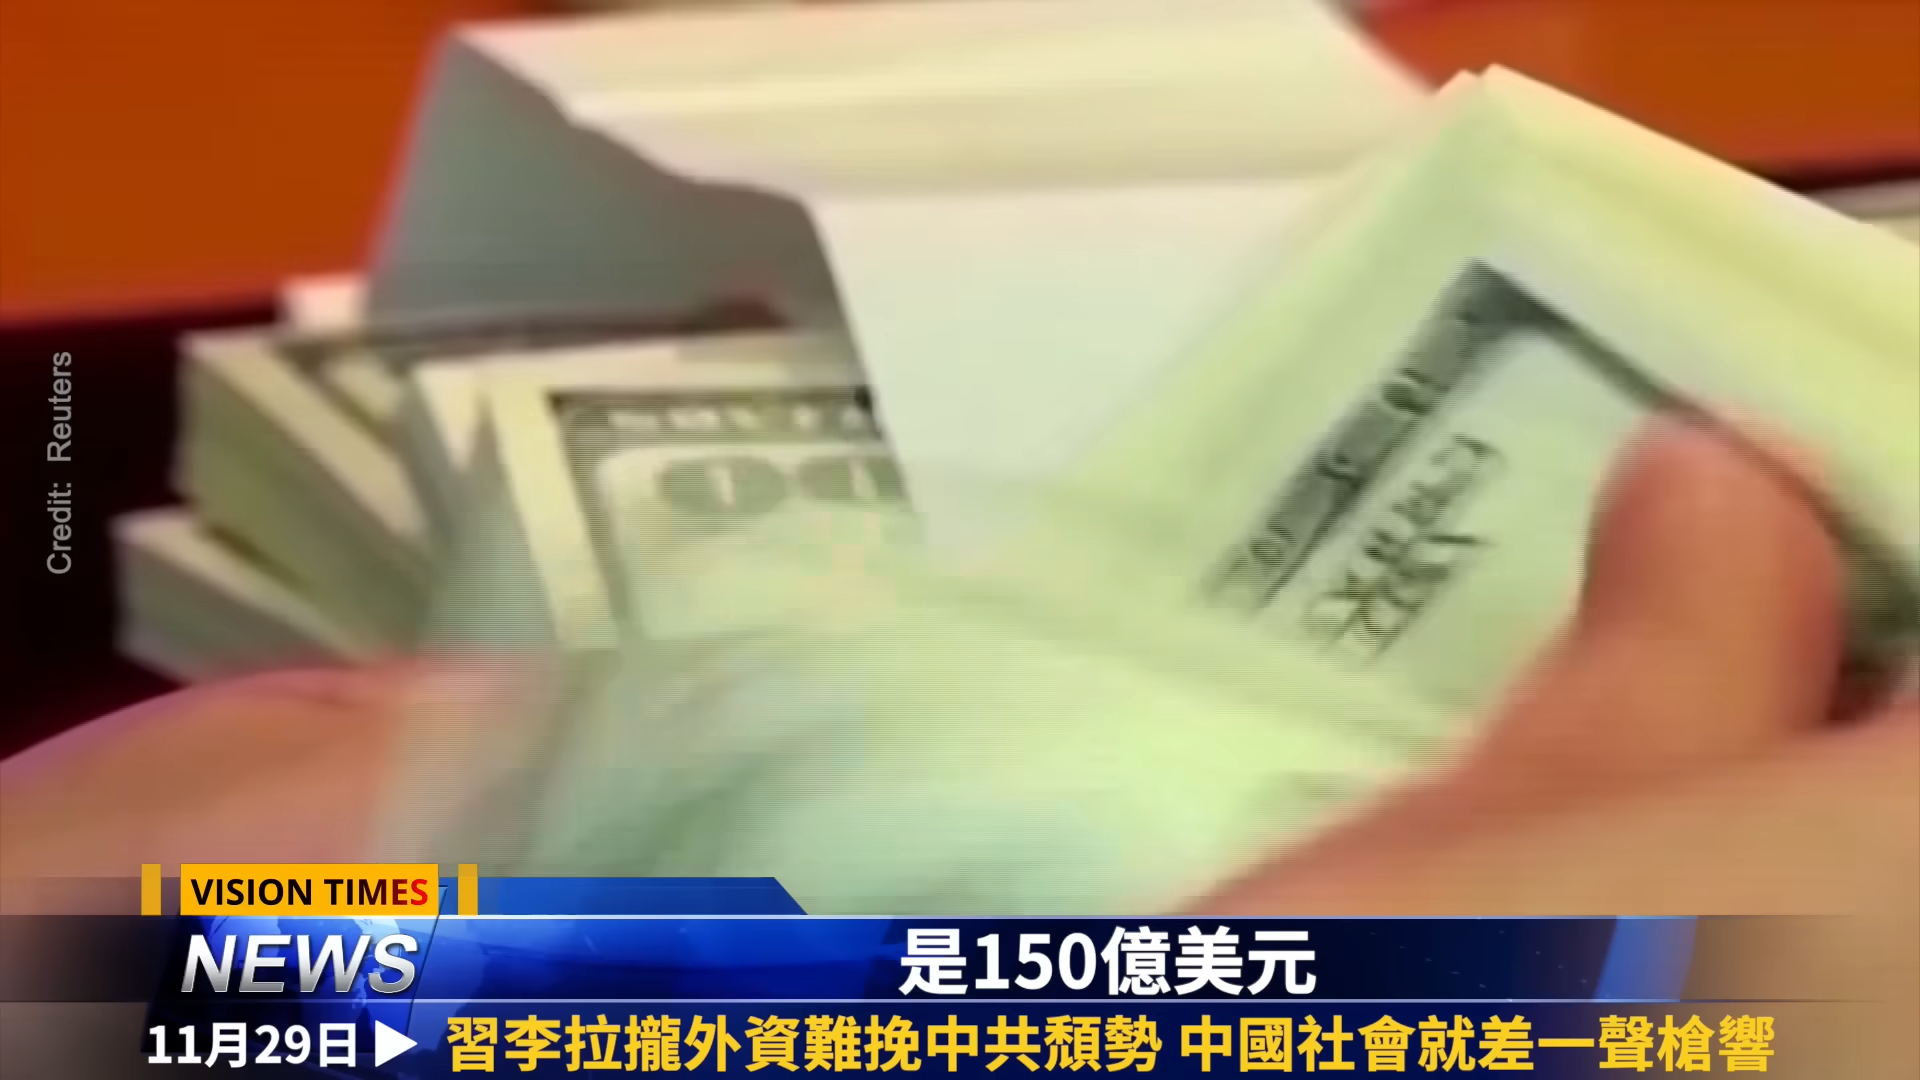 Credit: Reuters
VISION TIMES
NEWS
是150億美元
11月29日
習李拉攏外資難挽中共頹勢 中國社會就差一聲槍響